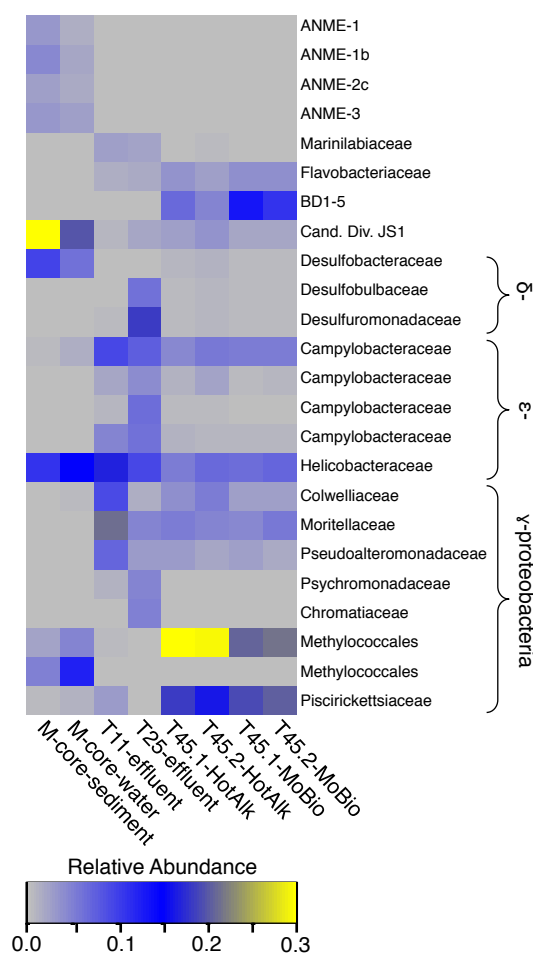 ANME-1
ANME-1b
ANME-2c
ANME-3
Marinilabiaceae
Flavobacteriaceae
BD1-5
Cand. Div. JS1
Desulfobacteraceae
Desulfobulbaceae
Desulfuromonadaceae
Campylobacteraceae
Campylobacteraceae
Campylobacteraceae
Campylobacteraceae
Helicobacteraceae
Colwelliaceae
Moritellaceae
Pseudoalteromonadaceae
Psychromonadaceae
Chromatiaceae
Methylococcales
Methylococcales
Piscirickettsiaceae
δ-
ε-
γ-proteobacteria
M-core-sediment
M-core-water
T11-effluent
T25-effluent
T45.1-HotAlk
T45.2-HotAlk
T45.1-MoBio
T45.2-MoBio
Relative Abundance
0.0 0.1 0.2 0.3